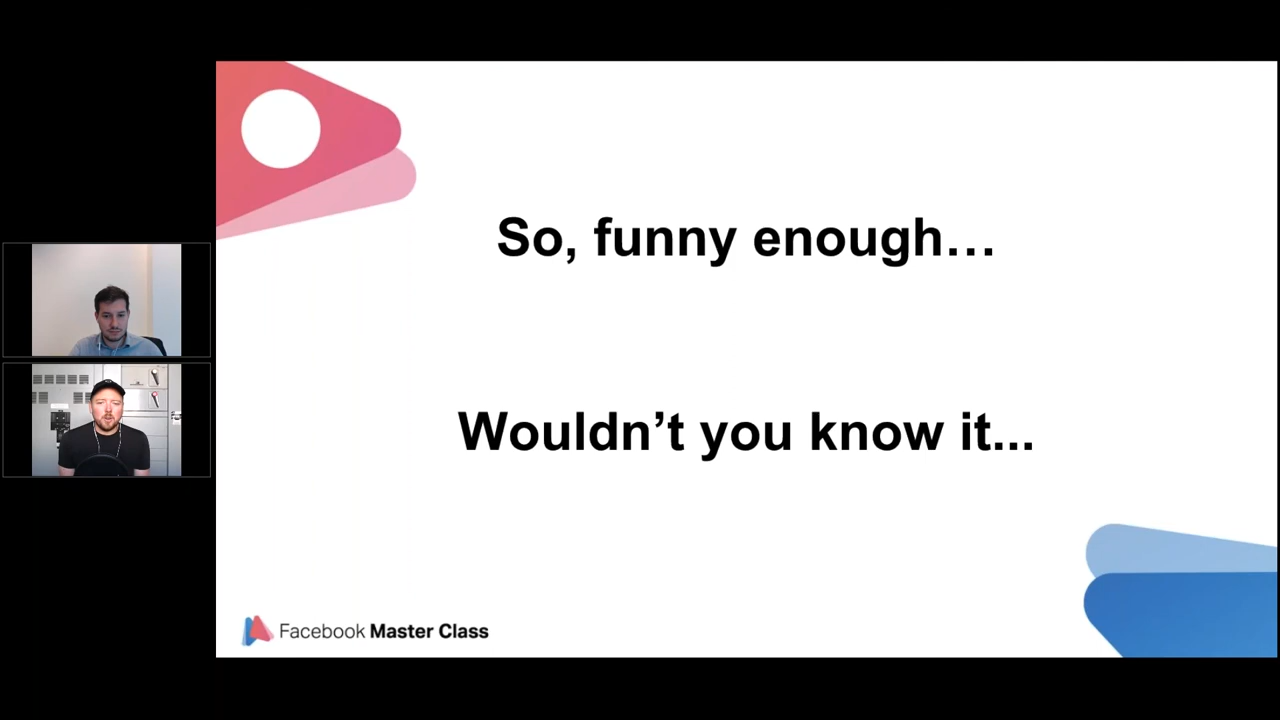 So, funny enough…
Wouldn’t you know it...
Facebook Master Class